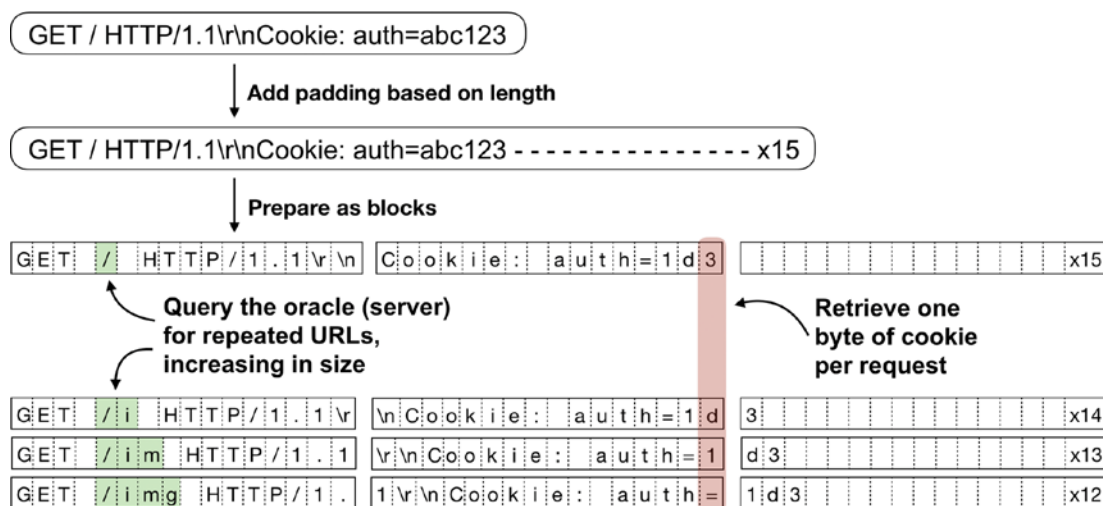 GET / HTTP/1.1\r\nCookie: auth=abc123
Add padding based on length
GET / HTTP/1.1\r\nCookie: auth=abc123 - - - - - - - - - - - - - - - x15
Prepare as blocks
GET / HTTP/1.1\r\n Cookie: auth=1d3 x15
Query the oracle (server)
for repeated URLs,
increasing in size
Retrieve one
byte of cookie
per request
GET /i HTTP/1.1\r \nCookie: auth=1d 3 x14
GET /im HTTP/1.1 \r\nCookie: auth=1 d3 x13
GET /img HTTP/1. 1\r\nCookie: auth= 1d3 x12